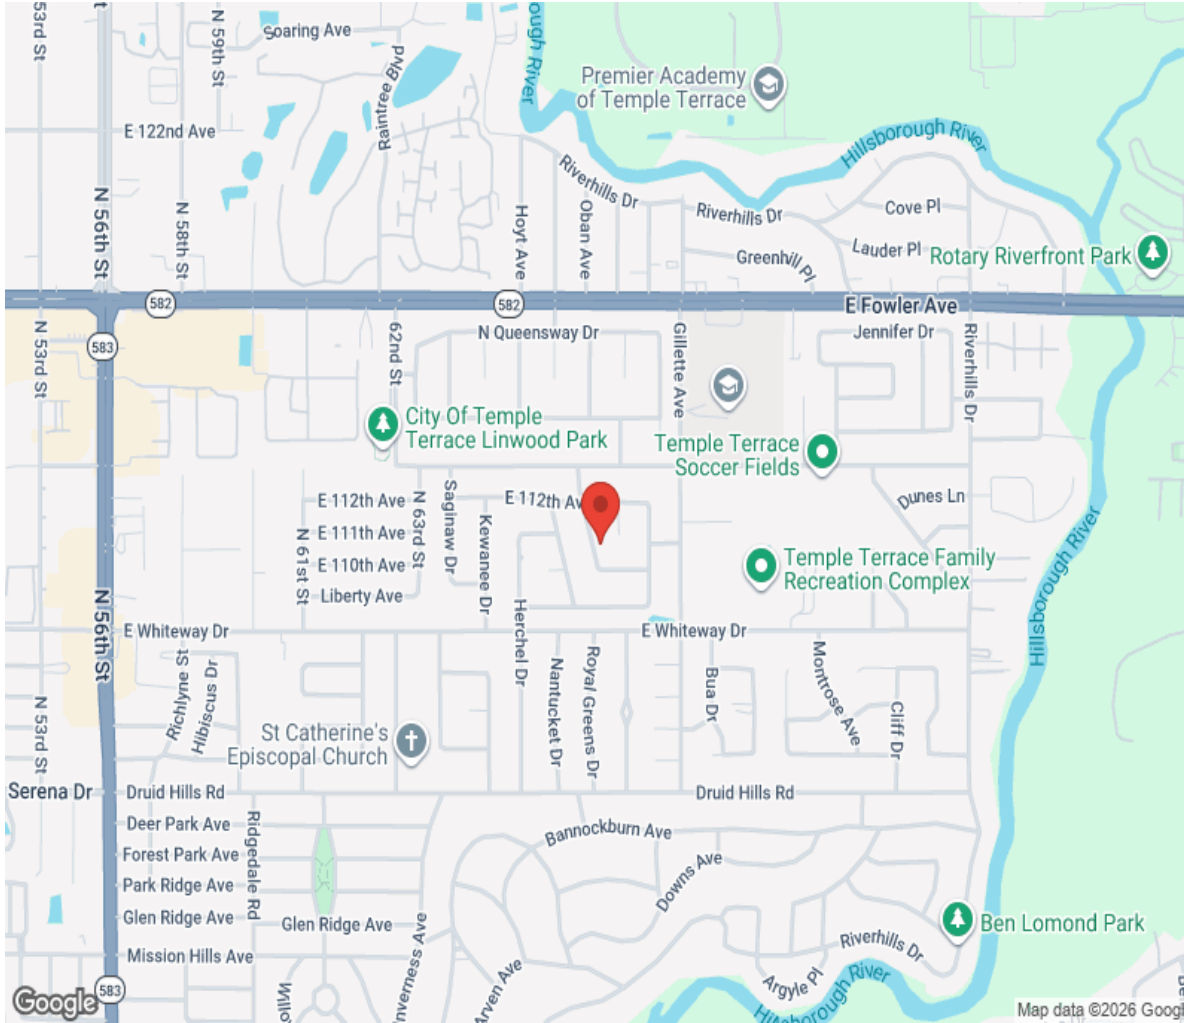 53rd St
N 59th St
Soaring Ave
Raintree Blvd
Premier Academy
of Temple Terrace
E 122nd Ave
Hillsborough River
Riverhills Dr
Riverhills Dr
Cove Pl
N 56th St
N 58th St
Hoyt Ave
Oban Ave
Lauder Pl
Greenhill Pl
Rotary Riverfront Park
582
582
E Fowler Ave
583
N 53rd St
62nd St
N Queensway Dr
Gillette Ave
Jennifer Dr
Riverhills Dr
City Of Temple
Terrace Linwood Park
Temple Terrace
Soccer Fields
E 112th Ave
N 63rd St
Saginaw Dr
E 112th Av
Dunes Ln
E 111th Ave
Kewanee Dr
N 61st St
E 110th Ave
Temple Terrace Family
Recreation Complex
Liberty Ave
Herchel Dr
Hillsborough River
N 56th St
E Whiteway Dr
E Whiteway Dr
Richlyne St
Hibiscus Dr
Nantucket Dr
Royal Greens Dr
Bua Dr
Montrose Ave
Cliff Dr
N 53rd St
St Catherine's
Episcopal Church
Serena Dr
Druid Hills Rd
Druid Hills Rd
Deer Park Ave
Ridgedale Rd
Bannockburn Ave
Forest Park Ave
Downs Ave
Park Ridge Ave
Glen Ridge Ave
Glen Ridge Ave
Ben Lomond Park
Mission Hills Ave
Riverhills Dr
Argyle Pl
Hillsborough River
583
Google
Map data ©2026 Googl